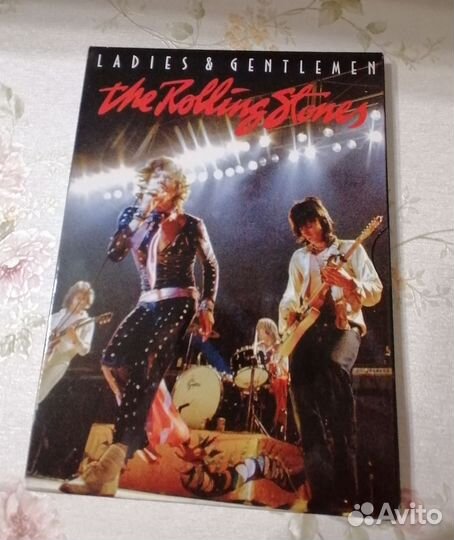 LADIES & GENTLEMEN
the Rolling Stones
Avito